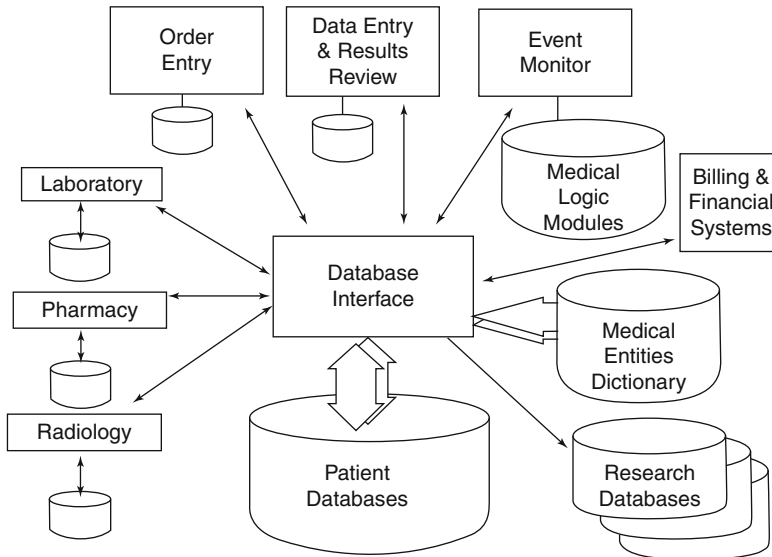 Order
Entry
Data Entry
& Results
Review
Event
Monitor
Laboratory
Medical
Logic
Modules
Billing &
Financial
Systems
Database
Interface
Pharmacy
Medical
Entities
Dictionary
Radiology
Patient
Databases
Research
Databases